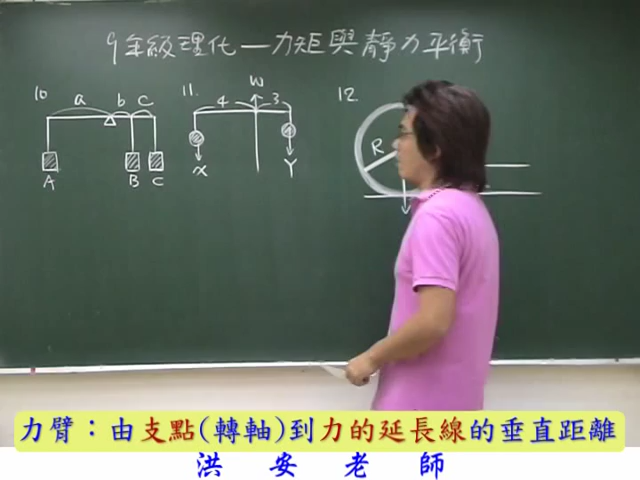 9年級理化—力矩與靜力平衡
10. a b c
A B C
11. W
4 3
X Y
12.
R
力臂：由支點(轉軸)到力的延長線的垂直距離
洪安老師